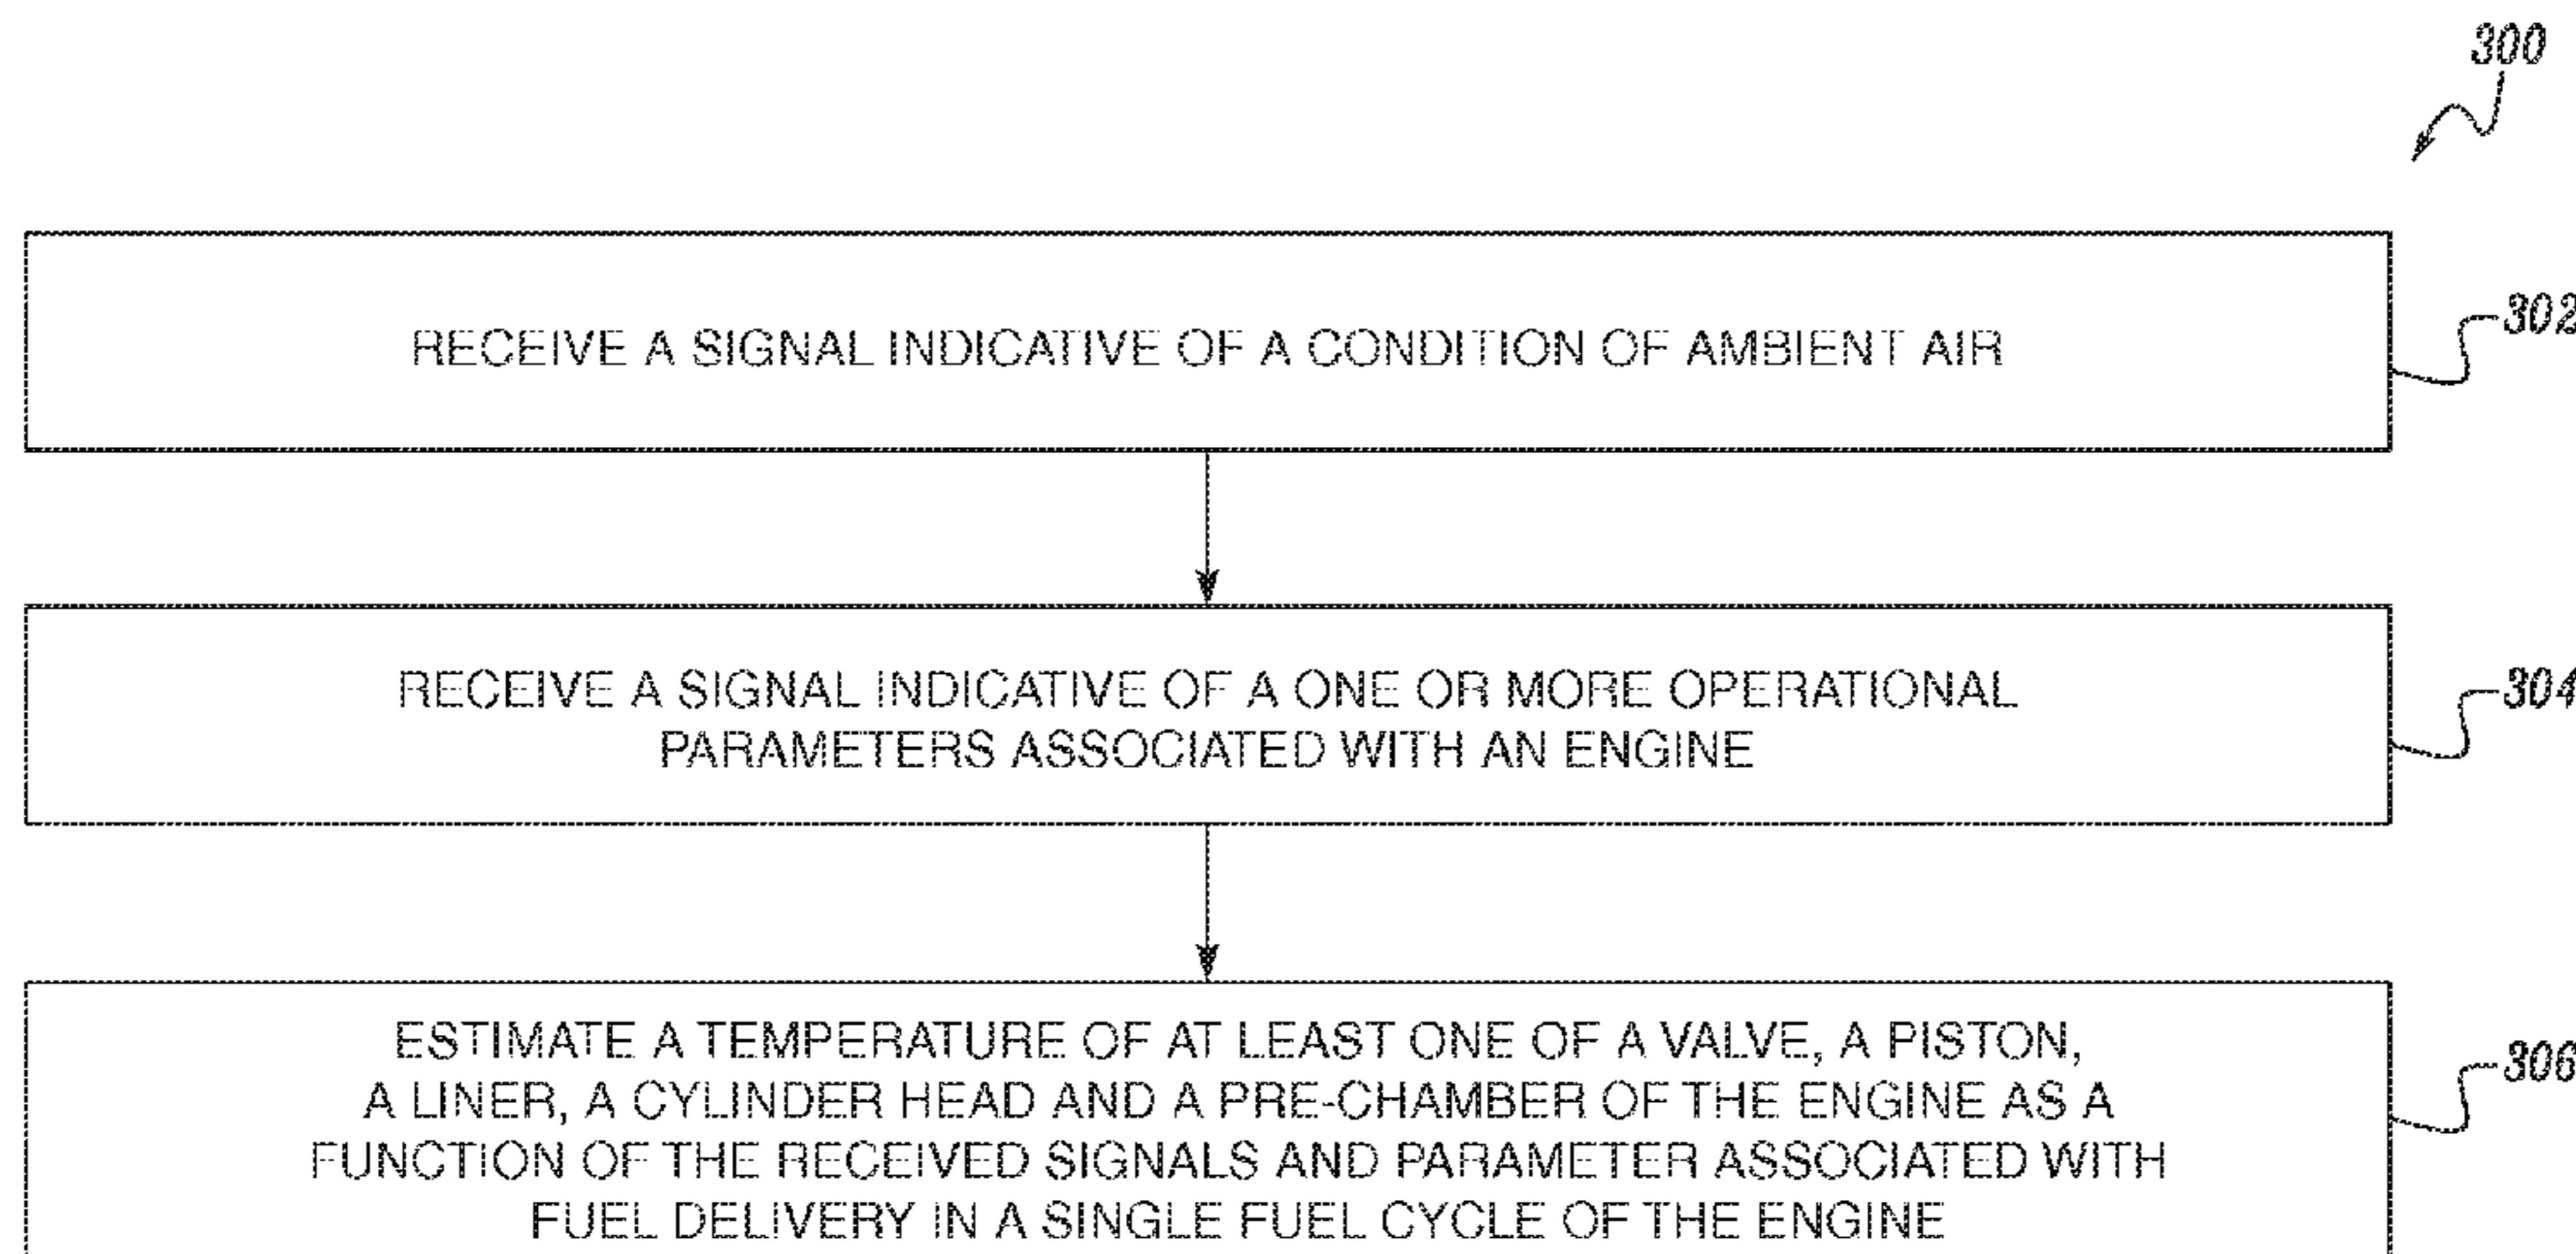 300
RECEIVE A SIGNAL INDICATIVE OF A CONDITION OF AMBIENT AIR
302
RECEIVE A SIGNAL INDICATIVE OF A ONE OR MORE OPERATIONAL
PARAMETERS ASSOCIATED WITH AN ENGINE
304
ESTIMATE A TEMPERATURE OF AT LEAST ONE OF A VALVE, A PISTON,
A LINER, A CYLINDER HEAD AND A PRE-CHAMBER OF THE ENGINE AS A
FUNCTION OF THE RECEIVED SIGNALS AND PARAMETER ASSOCIATED WITH
FUEL DELIVERY IN A SINGLE FUEL CYCLE OF THE ENGINE
306